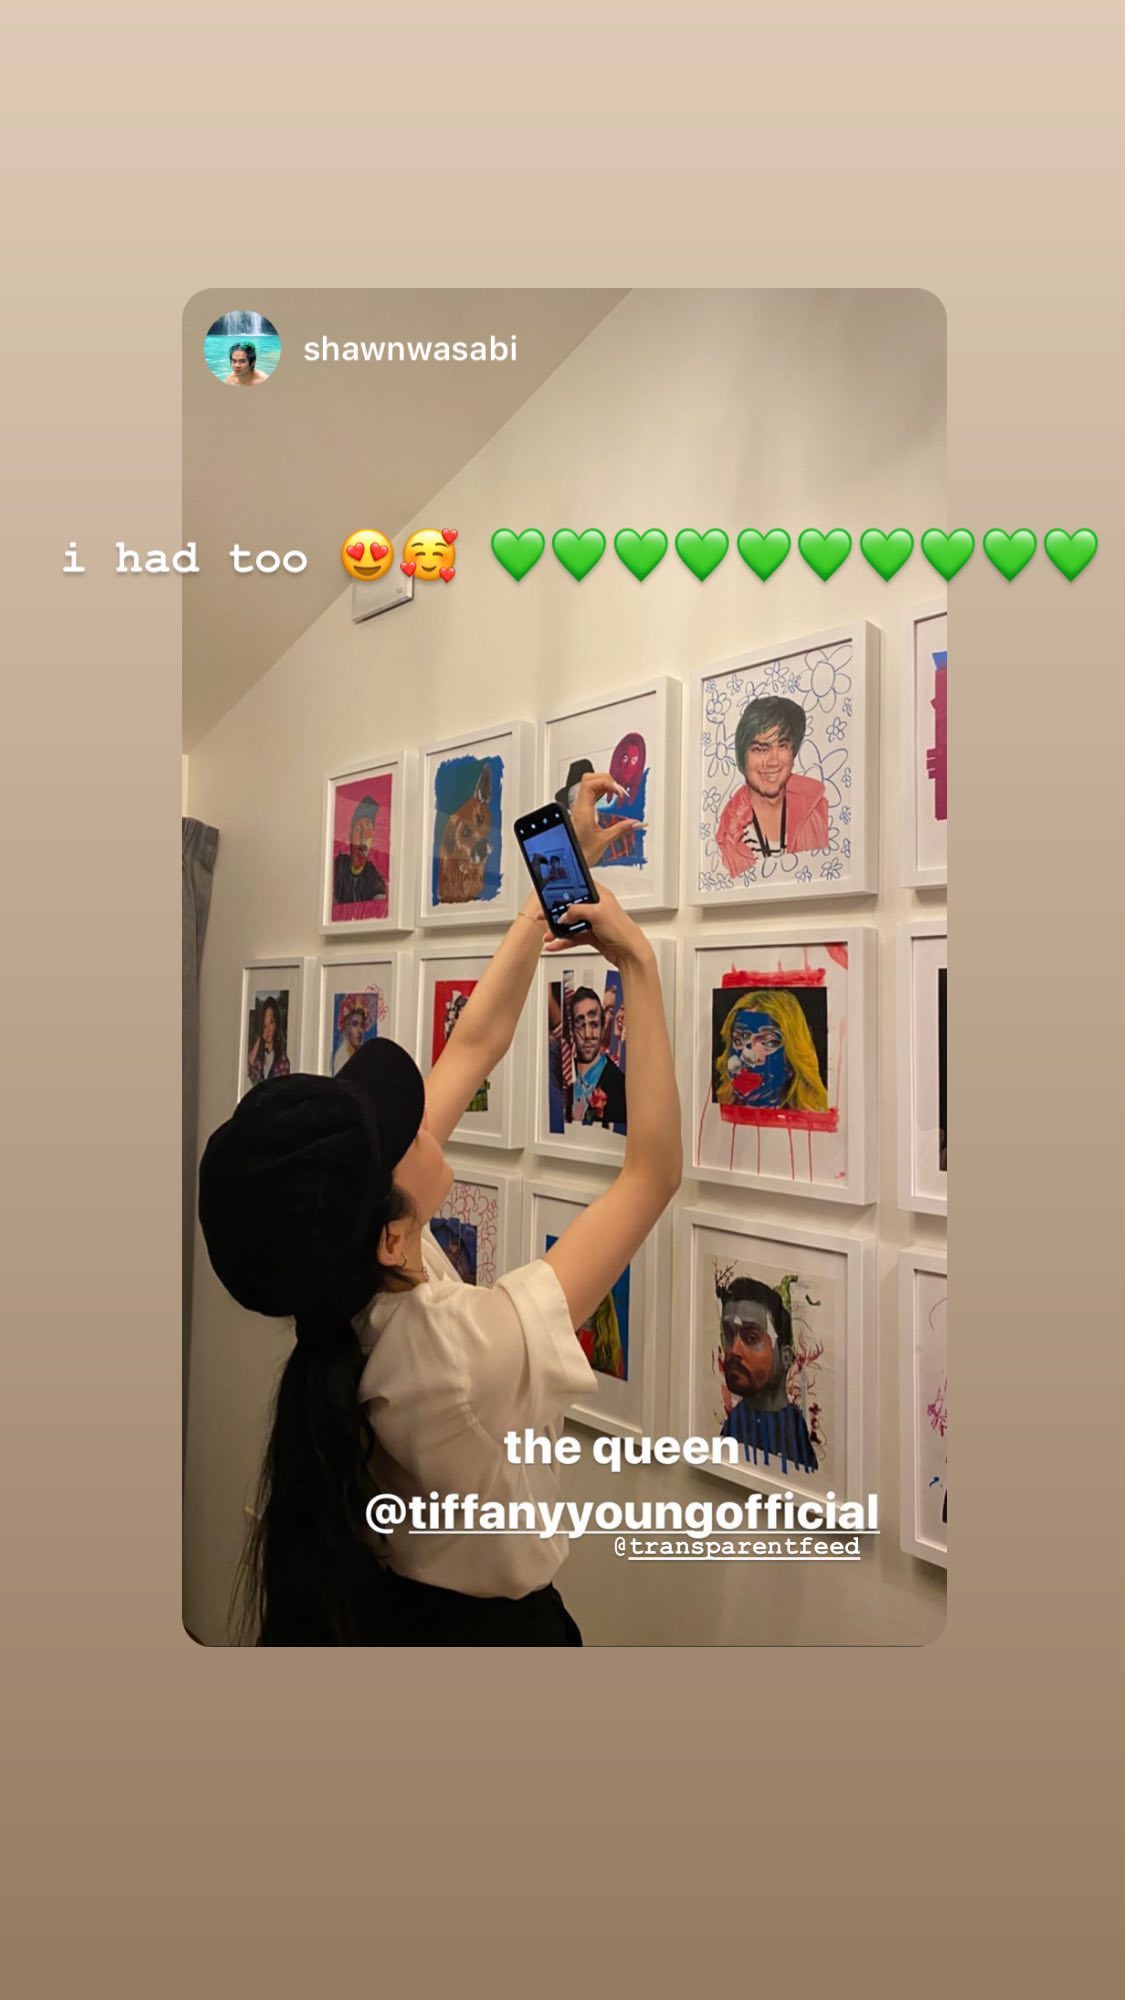 shawnwasabi
i had too 😍🥰 💚💚💚💚💚💚💚💚💚💚
the queen
@tiffanyyoungofficial
@transparentfeed